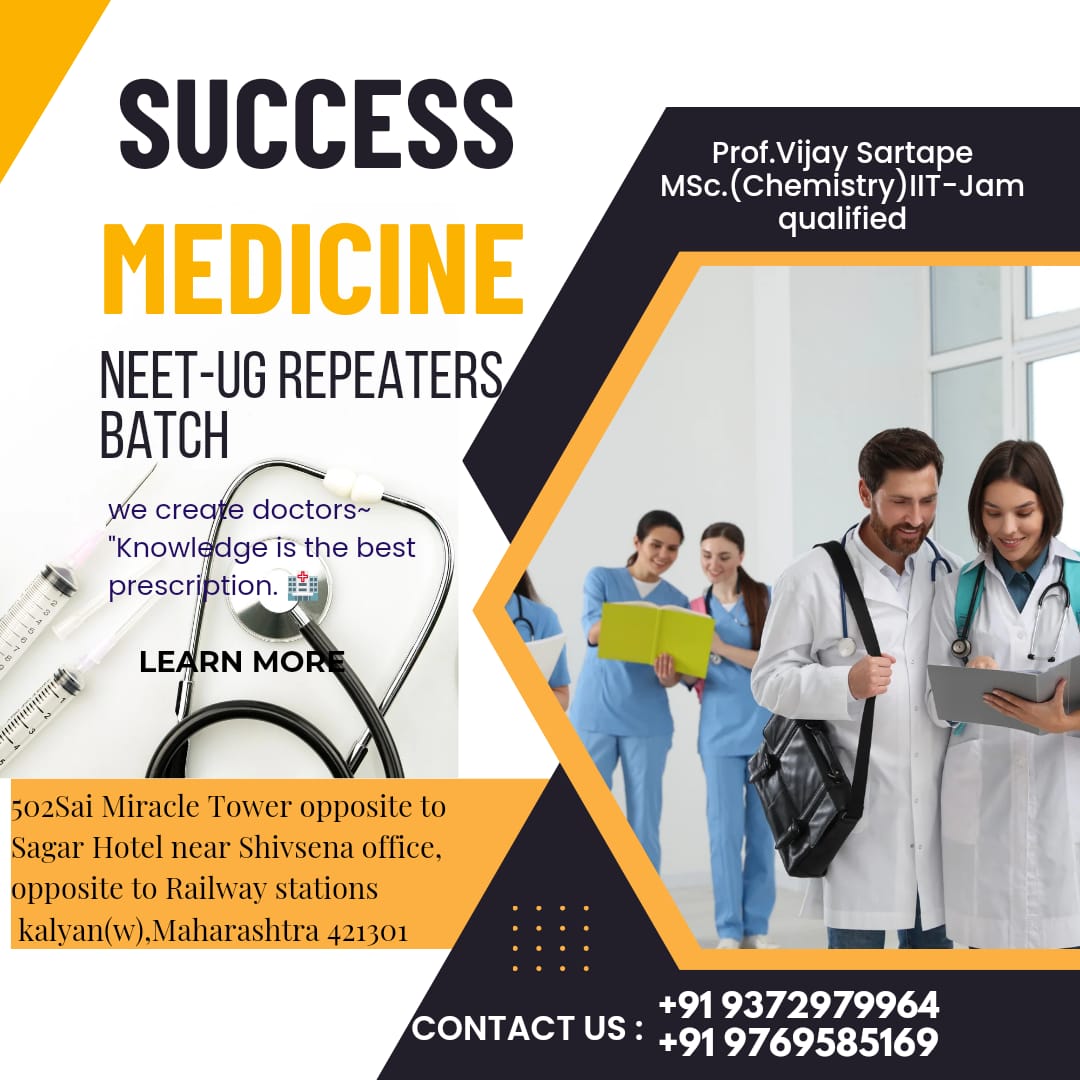 SUCCESS
MEDICINE
NEET-UG REPEATERS
BATCH
we create doctors~
"Knowledge is the best
prescription. 🏥
LEARN MORE
Prof.Vijay Sartape
MSc.(Chemistry)IIT-Jam
qualified
502Sai Miracle Tower opposite to
Sagar Hotel near Shivsena office,
opposite to Railway stations
kalyan(w),Maharashtra 421301
CONTACT US :
+91 9372979964
+91 9769585169